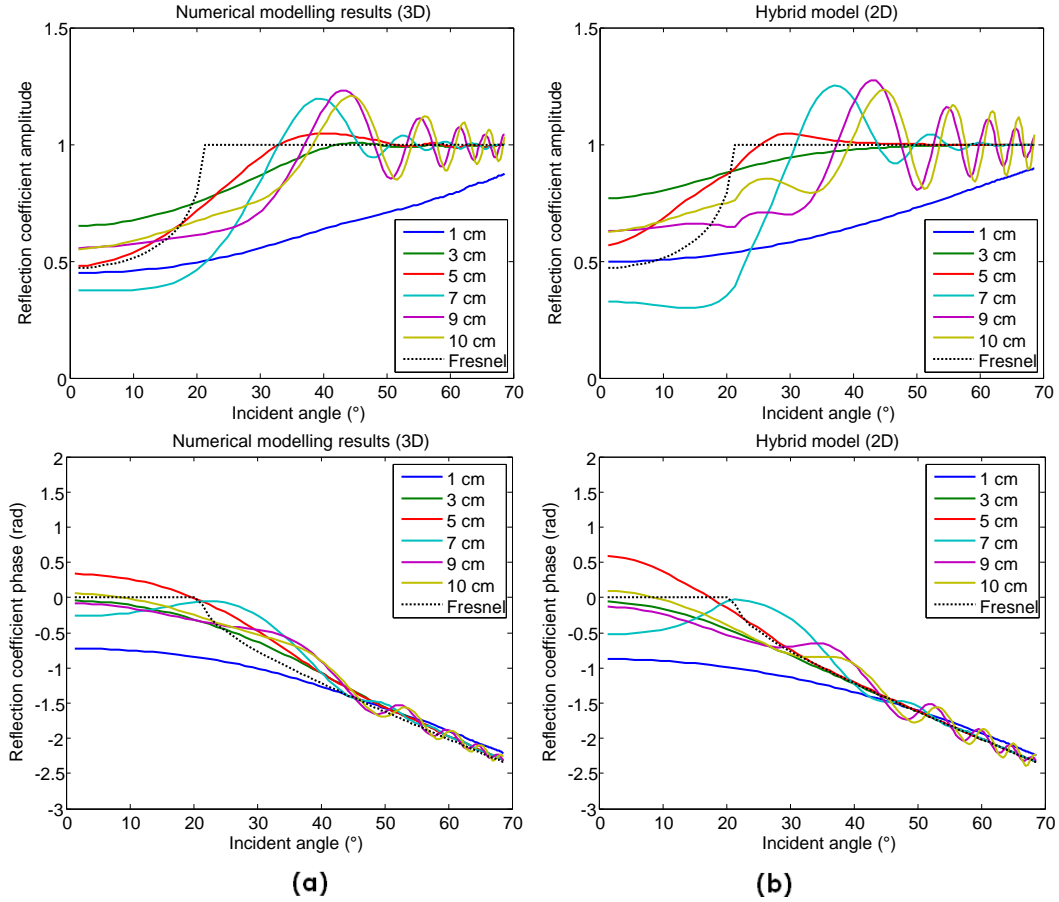 Numerical modelling results (3D)
Reflection coefficient amplitude
1.5
1
0.5
0
0 10 20 30 40 50 60 70
Incident angle (°)
1 cm
3 cm
5 cm
7 cm
9 cm
10 cm
Fresnel
Hybrid model (2D)
Reflection coefficient amplitude
1.5
1
0.5
0
0 10 20 30 40 50 60 70
Incident angle (°)
1 cm
3 cm
5 cm
7 cm
9 cm
10 cm
Fresnel
Numerical modelling results (3D)
Reflection coefficient phase (rad)
2
1.5
1
0.5
0
-0.5
-1
-1.5
-2
-2.5
-3
0 10 20 30 40 50 60 70
Incident angle (°)
1 cm
3 cm
5 cm
7 cm
9 cm
10 cm
Fresnel
Hybrid model (2D)
Reflection coefficient phase (rad)
2
1.5
1
0.5
0
-0.5
-1
-1.5
-2
-2.5
-3
0 10 20 30 40 50 60 70
Incident angle (°)
1 cm
3 cm
5 cm
7 cm
9 cm
10 cm
Fresnel
(a)
(b)